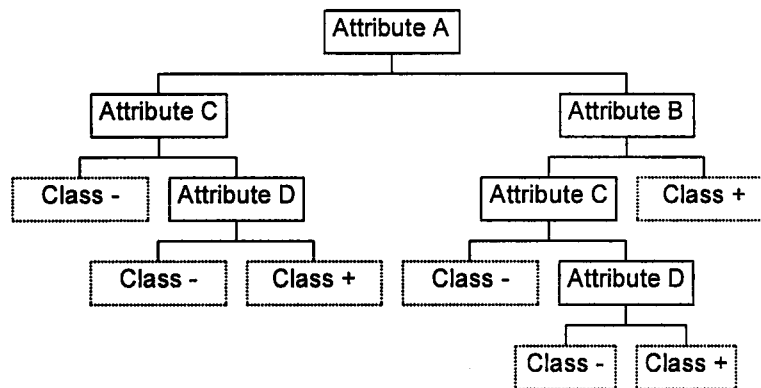 Attribute A
Attribute C
Attribute B
Class -
Attribute D
Attribute C
Class +
Class -
Class +
Class -
Attribute D
Class -
Class +